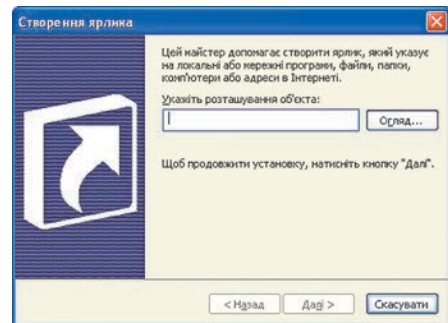 Створення ярлика
Цей майстер допомагає створити ярлик, який указує
на локальні або мережні програми, файли, папки,
комп'ютери або адреси в Інтернеті.
Укажіть розташування об'єкта:
Огляд...
Щоб продовжити установку, натисніть кнопку "Далі".
< Назад
Далі >
Скасувати